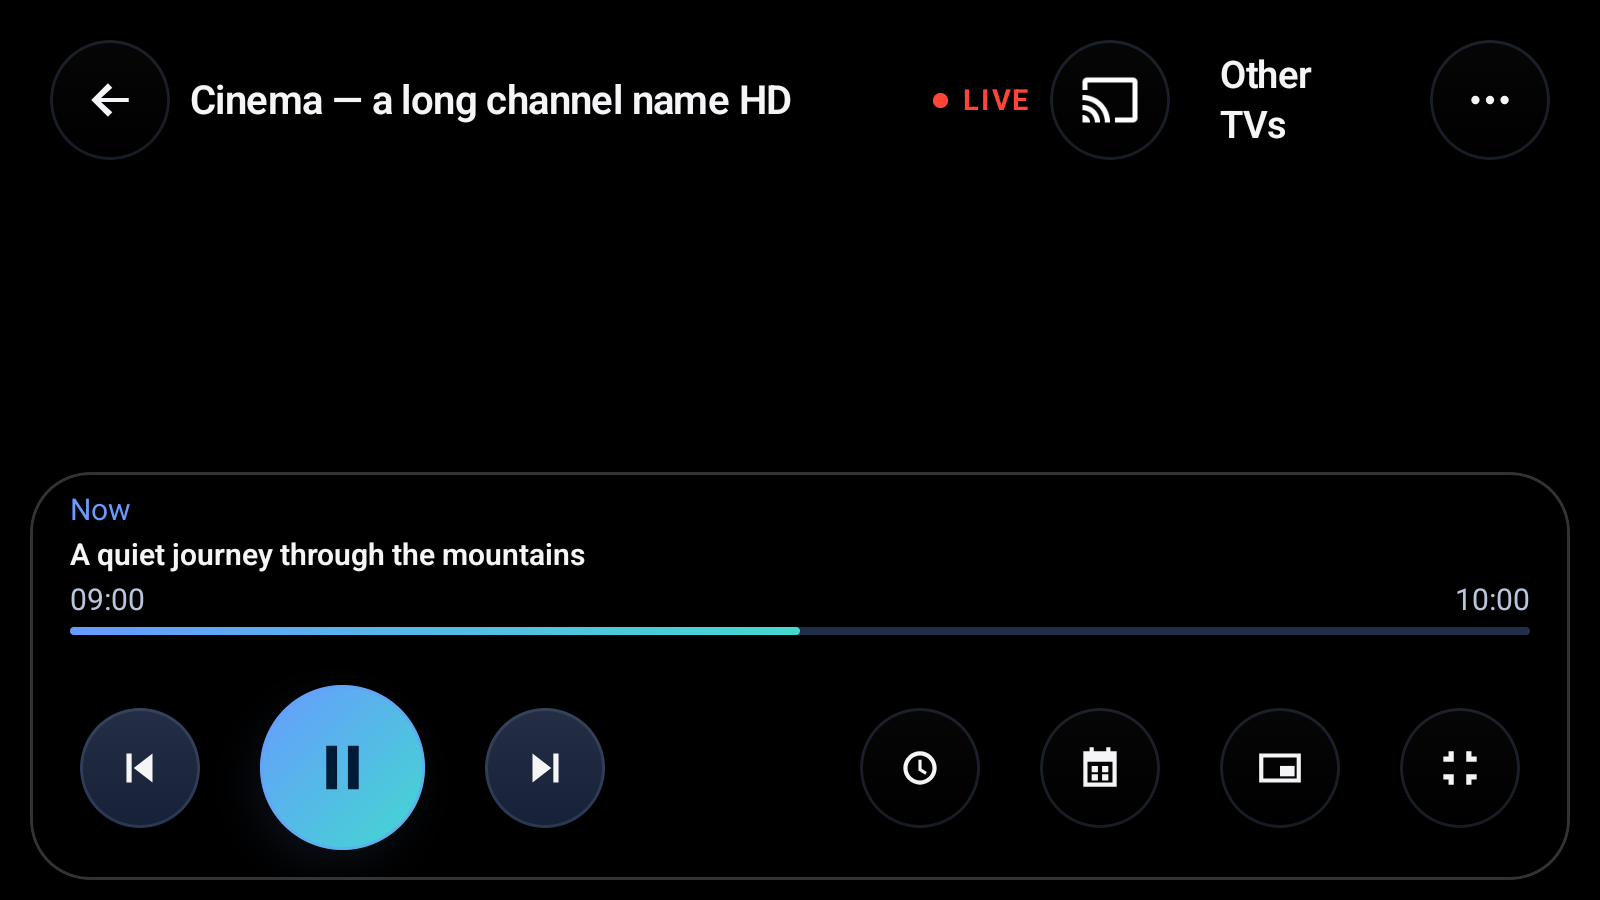 Cinema — a long channel name HD
LIVE
Other
TVs
Now
A quiet journey through the mountains
09:00
10:00